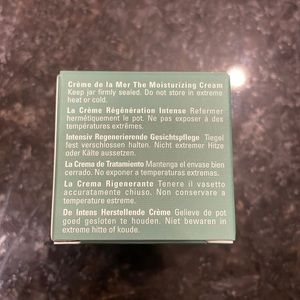 Crème de la Mer The Moisturizing Cream
Keep jar firmly sealed. Do not store in extreme
heat or cold.
La Crème Régénération Intense Refermer
hermétiquement le pot. Ne pas exposer à des
températures extrêmes.
Intensiv Regenerierende Gesichtspflege Tiegel
fest verschlossen halten. Nicht extremer Hitze
oder Kälte aussetzen.
La Crema de Tratamiento Mantenga el envase bien
cerrado. No exponer a temperaturas extremas.
La Crema Rigenerante Tenere il vasetto
accuratamente chiuso. Non conservare a
temperature estreme.
De Intens Herstellende Crème Gelieve de pot
goed gesloten te houden. Niet bewaren in
extreme hitte of koude.